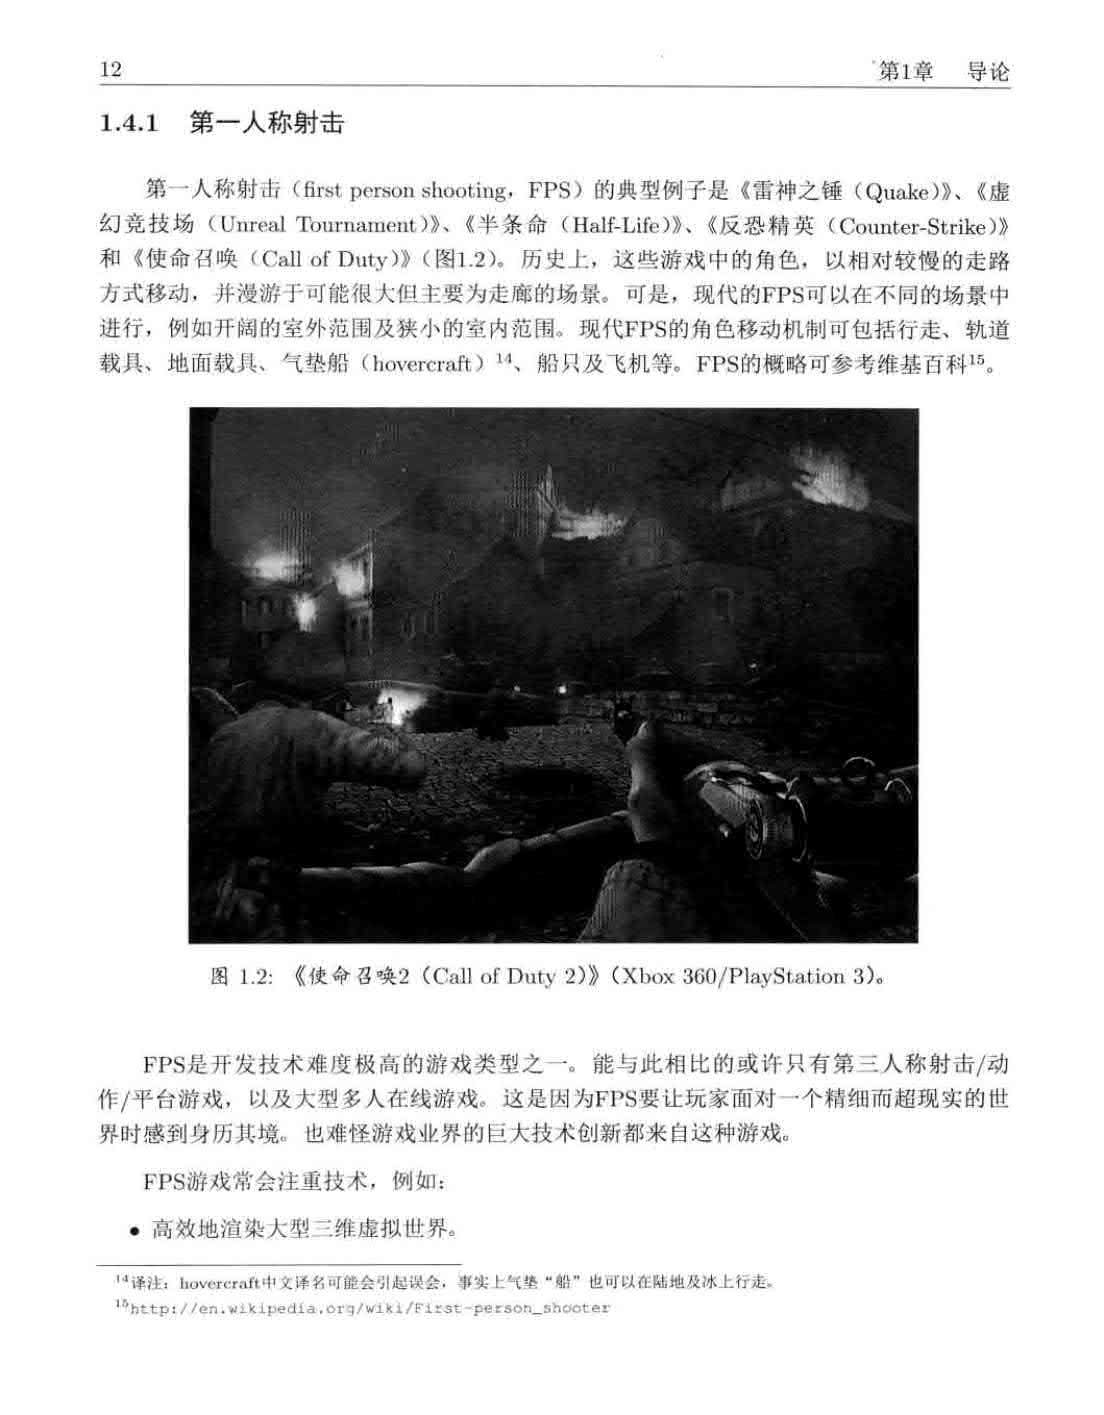 12
第1章 导论
1.4.1 第一人称射击
第一人称射击（first person shooting，FPS）的典型例子是《雷神之锤（Quake）》、《虚
幻竞技场（Unreal Tournament）》、《半条命（Half-Life）》、《反恐精英（Counter-Strike）》
和《使命召唤（Call of Duty）》（图1.2）。历史上，这些游戏中的角色，以相对较慢的走路
方式移动，并漫游于可能很大但主要为走廊的场景。可是，现代的FPS可以在不同的场景中
进行，例如开阔的室外范围及狭小的室内范围。现代FPS的角色移动机制可包括行走、轨道
载具、地面载具、气垫船（hovercraft）14、船只及飞机等。FPS的概略可参考维基百科15。
图 1.2: 《使命召唤2（Call of Duty 2）》（Xbox 360/PlayStation 3）。
FPS是开发技术难度极高的游戏类型之一。能与此相比的或许只有第三人称射击/动
作/平台游戏，以及大型多人在线游戏。这是因为FPS要让玩家面对一个精细而超现实的世
界时感到身历其境。也难怪游戏业界的巨大技术创新都来自这种游戏。
FPS游戏常会注重技术，例如：
• 高效地渲染大型三维虚拟世界。
14译注：hovercraft中文译名可能会引起误会，事实上气垫“船”也可以在陆地及冰上行走。
15http://en.wikipedia.org/wiki/First-person_shooter